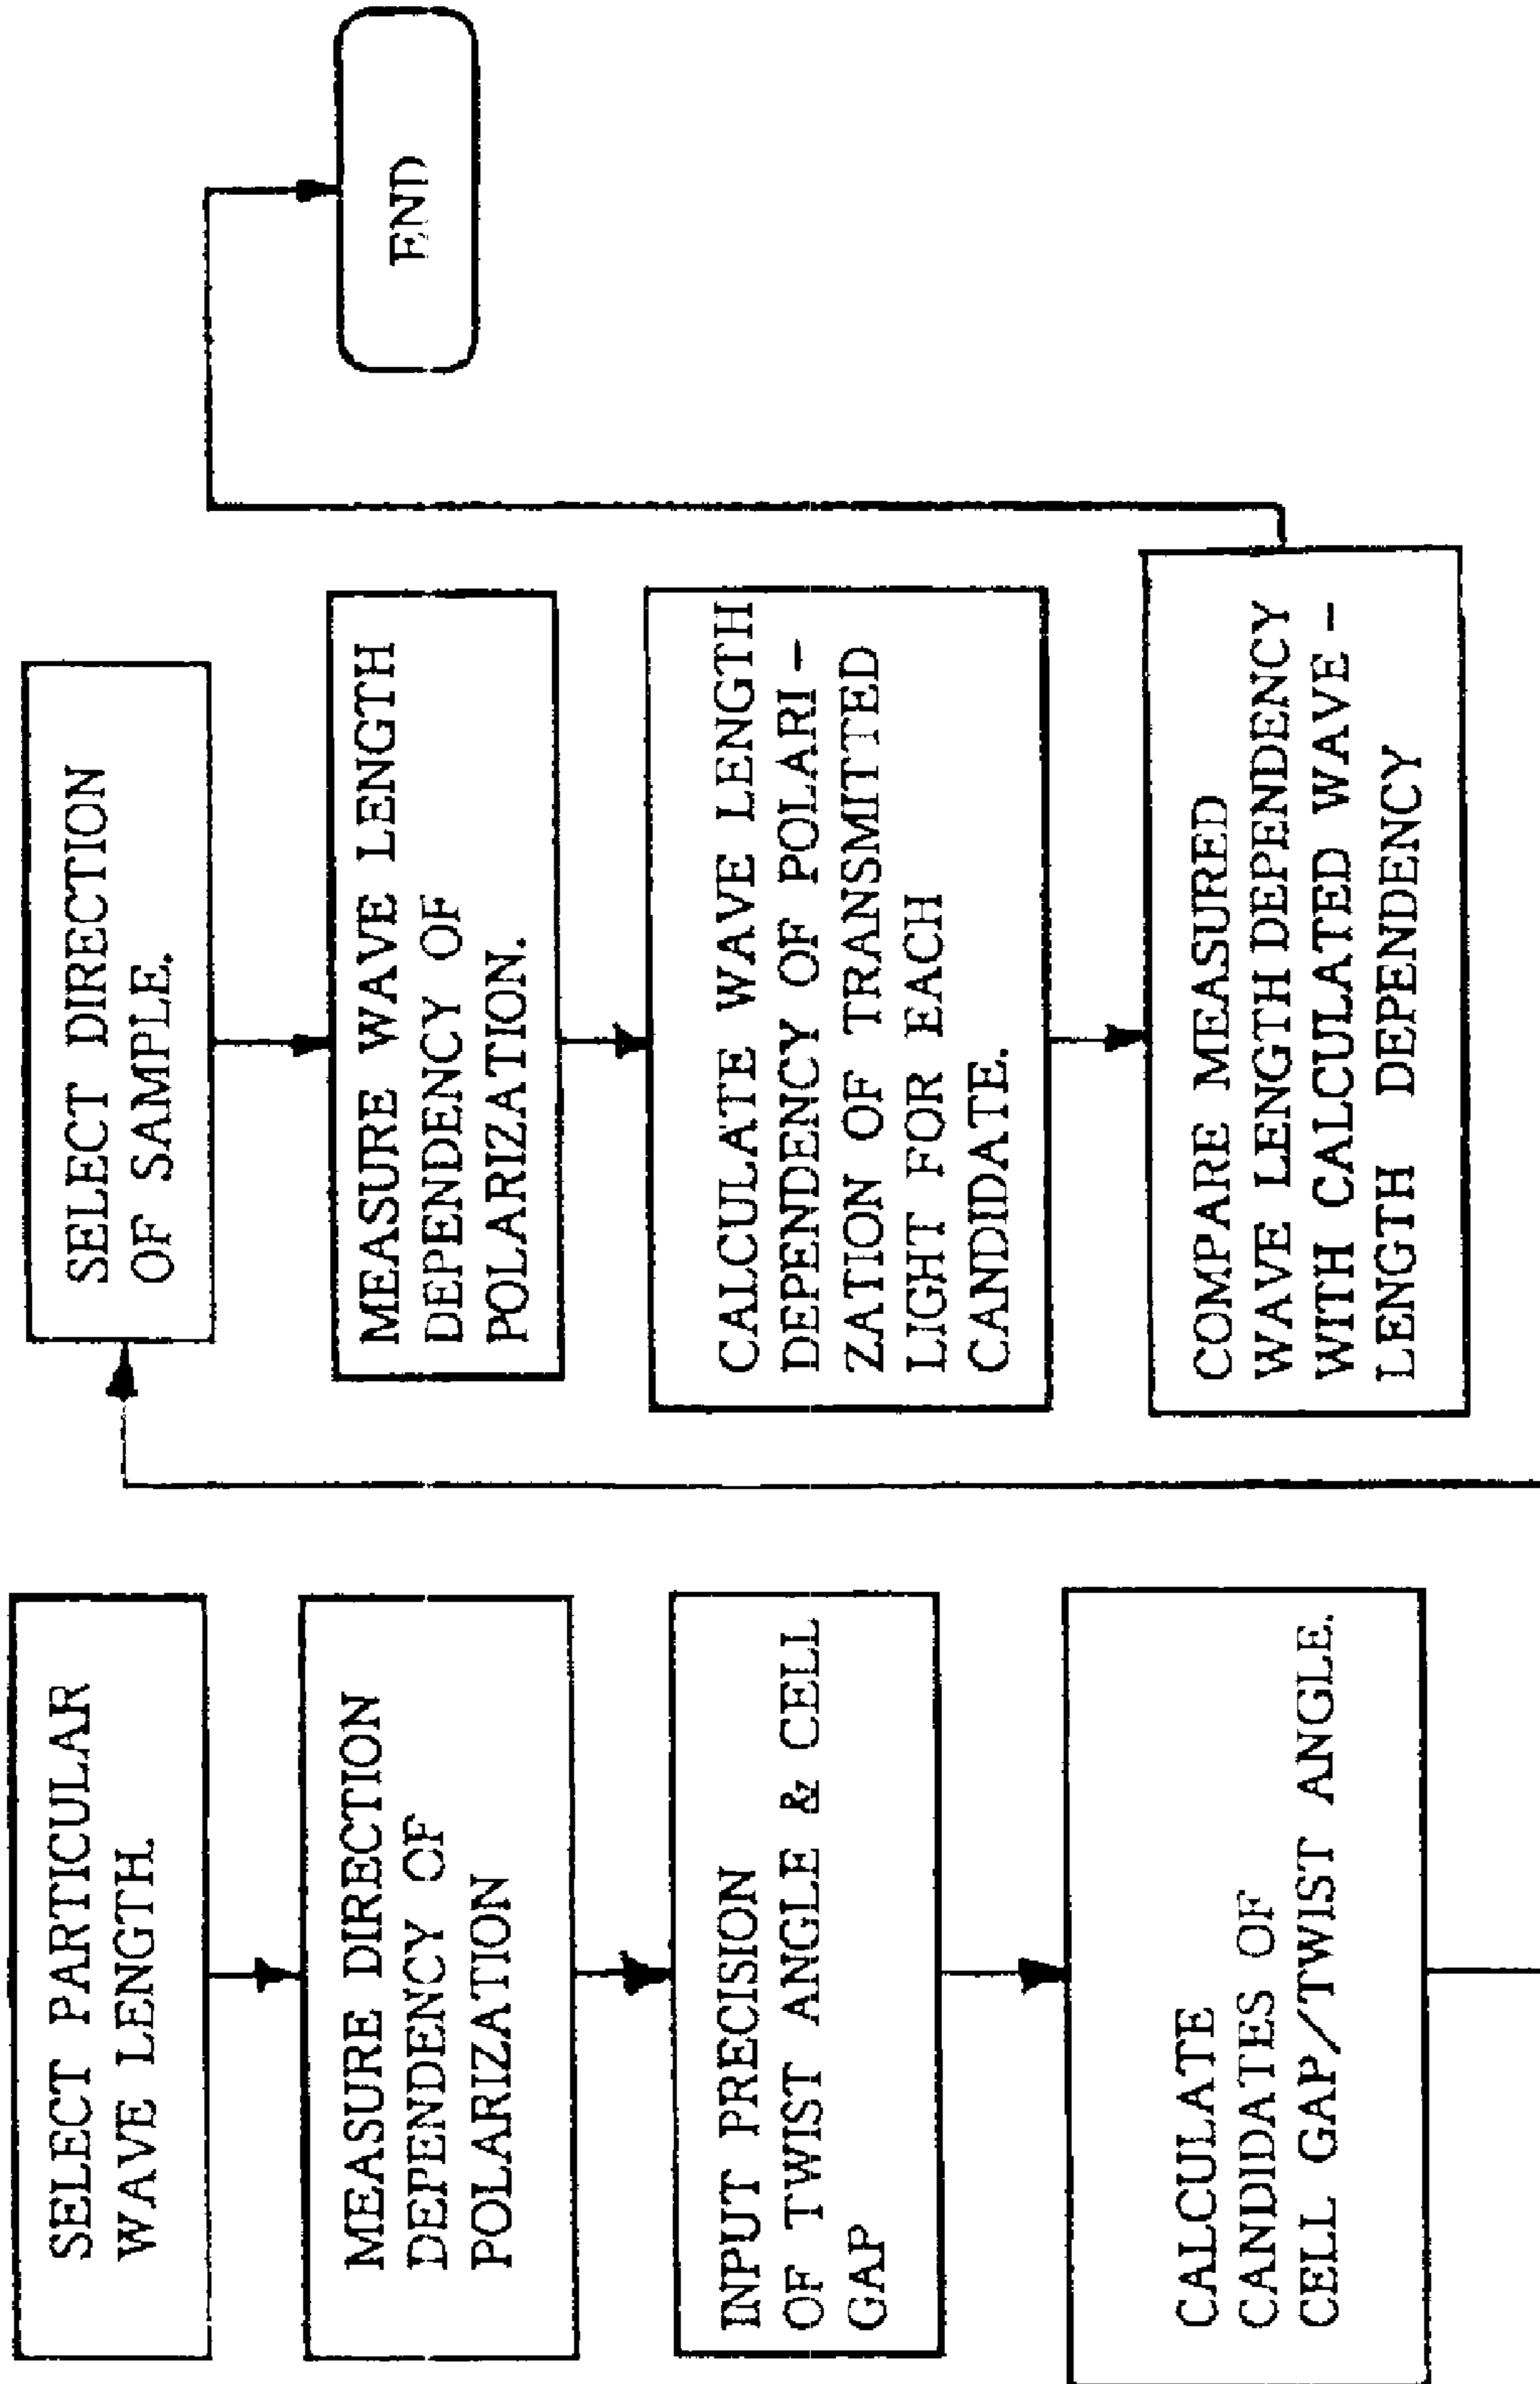 SELECT PARTICULAR
WAVE LENGTH.
MEASURE DIRECTION
DEPENDENCY OF
POLARIZATION
INPUT PRECISION
OF TWIST ANGLE & CELL
GAP
CALCULATE
CANDIDATES OF
CELL GAP/TWIST ANGLE.
SELECT DIRECTION
OF SAMPLE.
MEASURE WAVE LENGTH
DEPENDENCY OF
POLARIZATION.
CALCULATE WAVE LENGTH
DEPENDENCY OF POLARI-
ZATION OF TRANSMITTED
LIGHT FOR EACH
CANDIDATE.
COMPARE MEASURED
WAVE LENGTH DEPENDENCY
WITH CALCULATED WAVE-
LENGTH DEPENDENCY
END